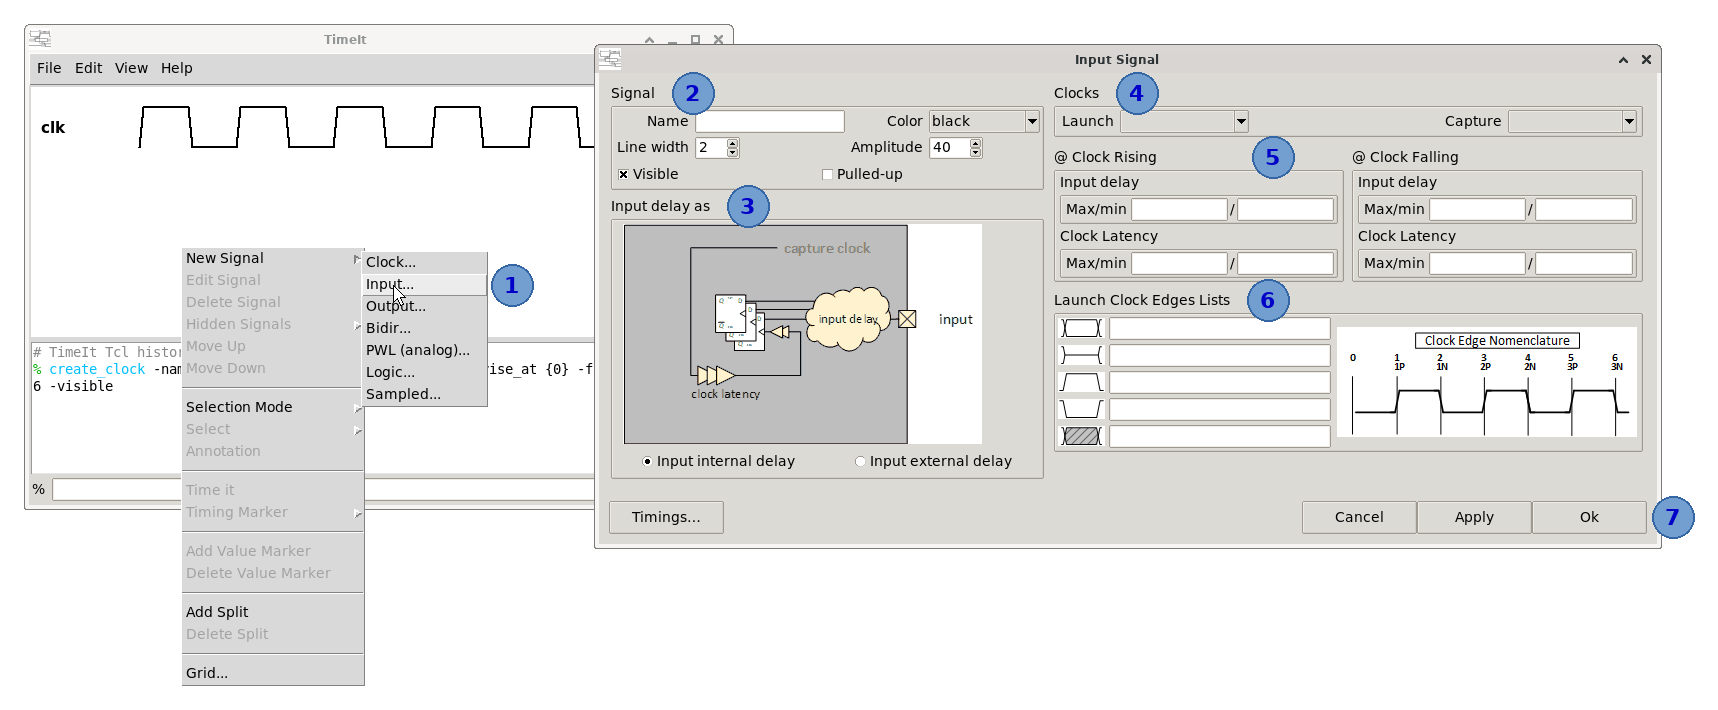 TimeIt
File Edit View Help
clk
# TimeIt Tcl histor
% create_clock -nam
ise_at {0} -f
6 -visible
%
New Signal
Edit Signal
Delete Signal
Hidden Signals
Move Up
Move Down
Selection Mode
Select
Annotation
Time it
Timing Marker
Add Value Marker
Delete Value Marker
Add Split
Delete Split
Grid...
Clock...
Input...
Output...
Bidir...
PWL (analog)...
Logic...
Sampled...
1
Input Signal
Signal 2
Name Color black
Line width 2 Amplitude 40
Visible Pulled-up
Input delay as 3
capture clock
Q D
D
D
Q
Q
Q
input delay
input
clock latency
Input internal delay Input external delay
Timings...
Clocks 4
Launch Capture
@ Clock Rising 5 @ Clock Falling
Input delay Input delay
Max/min / Max/min /
Clock Latency Clock Latency
Max/min / Max/min /
Launch Clock Edges Lists 6
Clock Edge Nomenclature
0 1 2 3 4 5 6
1P 1N 2P 2N 3P 3N
Cancel Apply Ok 7